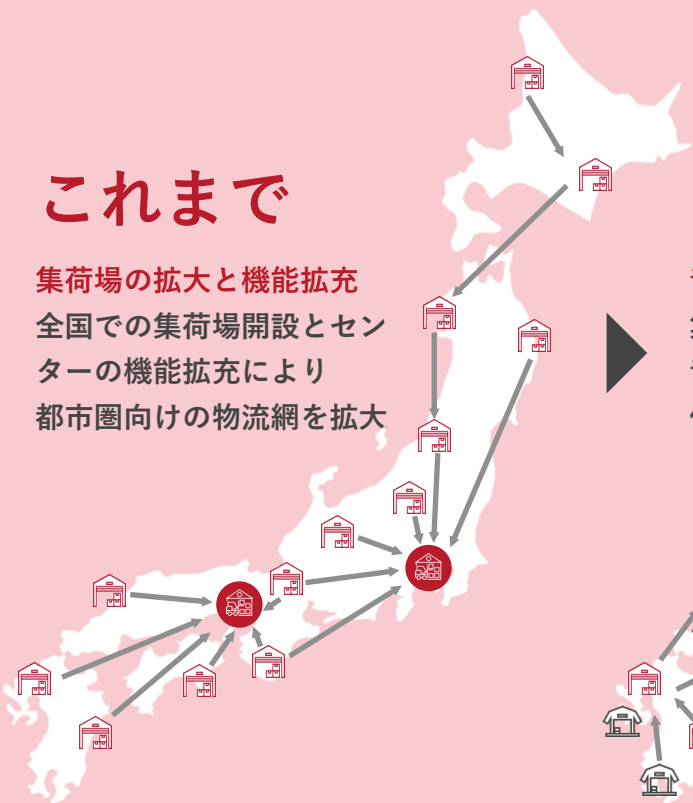 これまで
集荷場の拡大と機能拡充
全国での集荷場開設とセン
ターの機能拡充により
都市圏向けの物流網を拡大